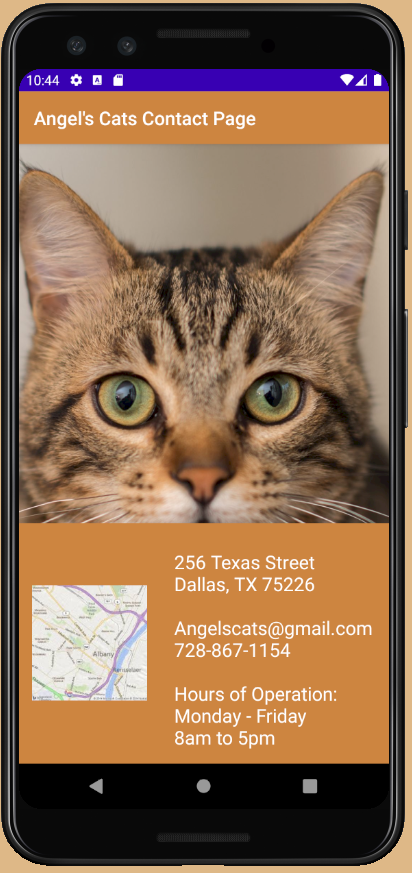 10:44
Angel's Cats Contact Page
Albany
256 Texas Street
Dallas, TX 75226
Angelscats@gmail.com
728-867-1154
Hours of Operation:
Monday - Friday
8am to 5pm